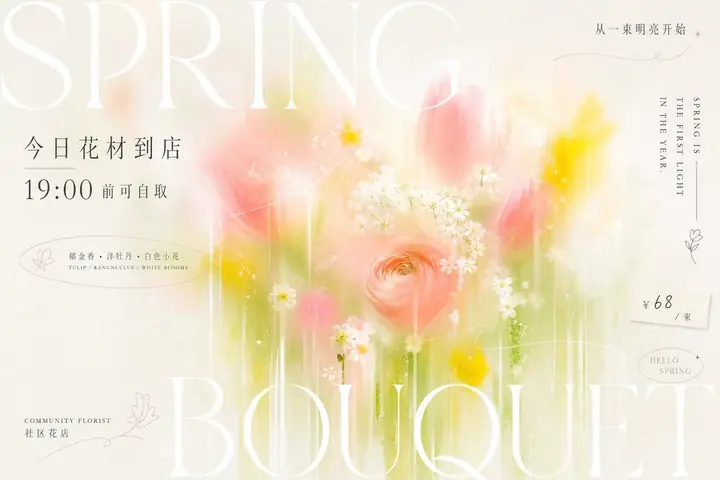 SPRING
从一束明亮开始
今日花材到店
19:00 前可自取
SPRING IS
THE FIRST LIGHT
IN THE YEAR.
郁金香・洋牡丹・白色小花
TULIP / RANUNCULUS / WHITE BLOOMS
¥68
/束
HELLO
SPRING
BOUQUET
COMMUNITY FLORIST
社区花店